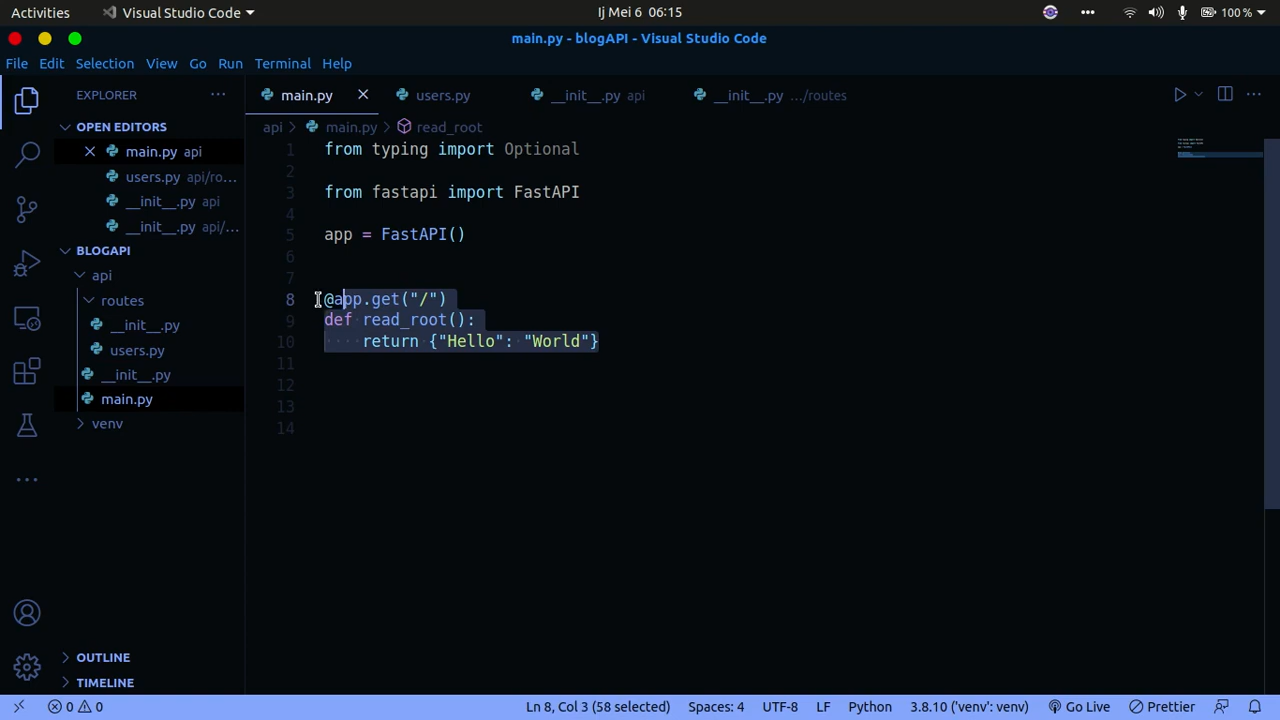 Activities
Visual Studio Code
Ij Mei 6 06:15
100 %
main.py - blogAPI - Visual Studio Code
File Edit Selection View Go Run Terminal Help
EXPLORER
main.py
users.py
__init__.py api
__init__.py .../routes
OPEN EDITORS
main.py api
users.py api/ro...
__init__.py api
__init__.py api/...
BLOGAPI
api
routes
__init__.py
users.py
__init__.py
main.py
venv
OUTLINE
TIMELINE
api > main.py > read_root
1 from typing import Optional
2
3 from fastapi import FastAPI
4
5 app = FastAPI()
6
7
8 @app.get("/")
9 def read_root():
10     return {"Hello": "World"}
11
12
13
14
0 0
Ln 8, Col 3 (58 selected)
Spaces: 4
UTF-8
LF
Python
3.8.10 ('venv': venv)
Go Live
Prettier